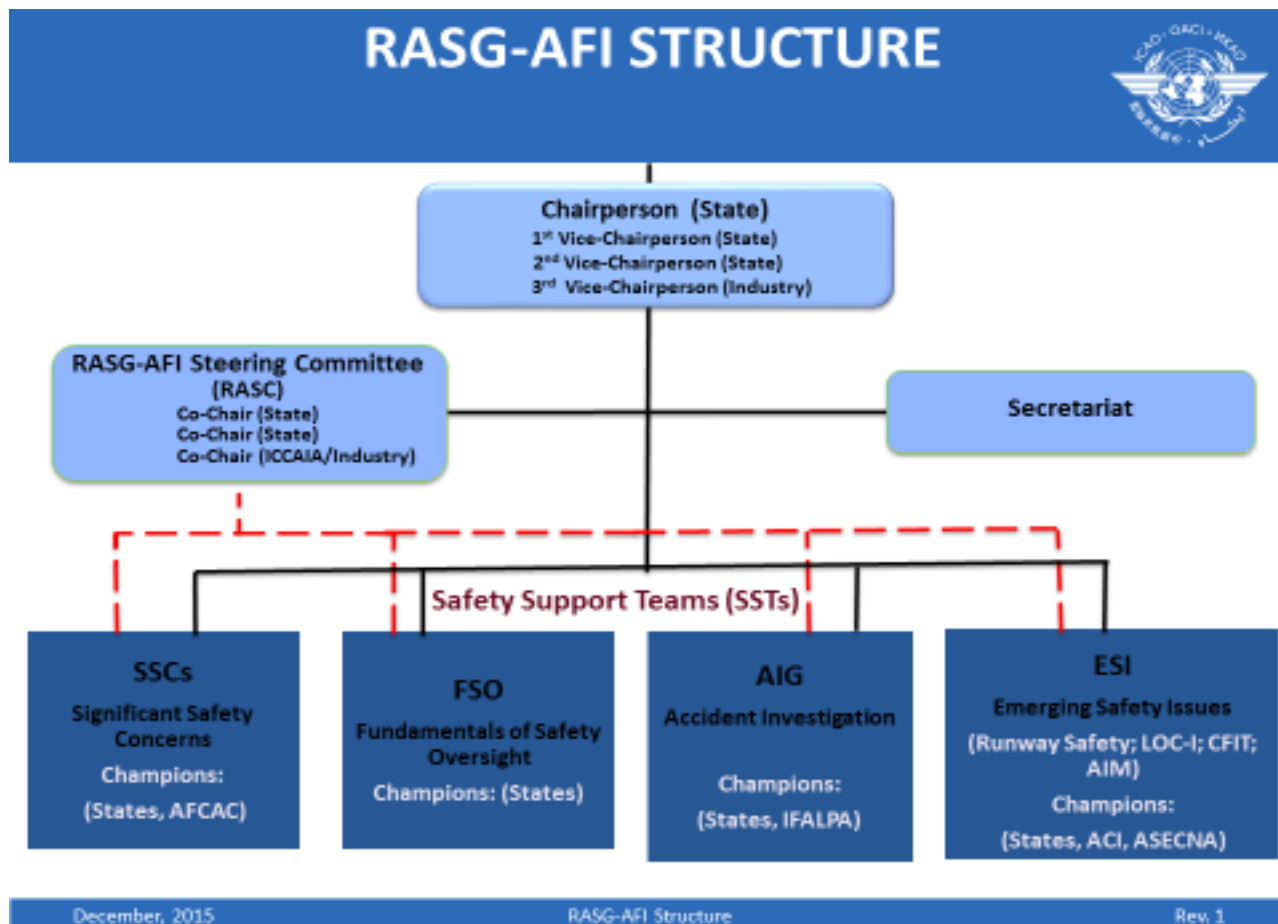 RASG-AFI STRUCTURE
ICAO · OACI · ИКАО
Chairperson (State)
1st Vice-Chairperson (State)
2nd Vice-Chairperson (State)
3rd Vice-Chairperson (Industry)
RASG-AFI Steering Committee
(RASC)
Co-Chair (State)
Co-Chair (State)
Co-Chair (ICCAIA/Industry)
Secretariat
Safety Support Teams (SSTs)
SSCs
Significant Safety
Concerns
Champions:
(States, AFCAC)
FSO
Fundamentals of Safety
Oversight
Champions: (States)
AIG
Accident Investigation
Champions:
(States, IFALPA)
ESI
Emerging Safety Issues
(Runway Safety; LOC-I; CFIT;
AIM)
Champions:
(States, ACI, ASECNA)
December, 2015
RASG-AFI Structure
Rev. 1